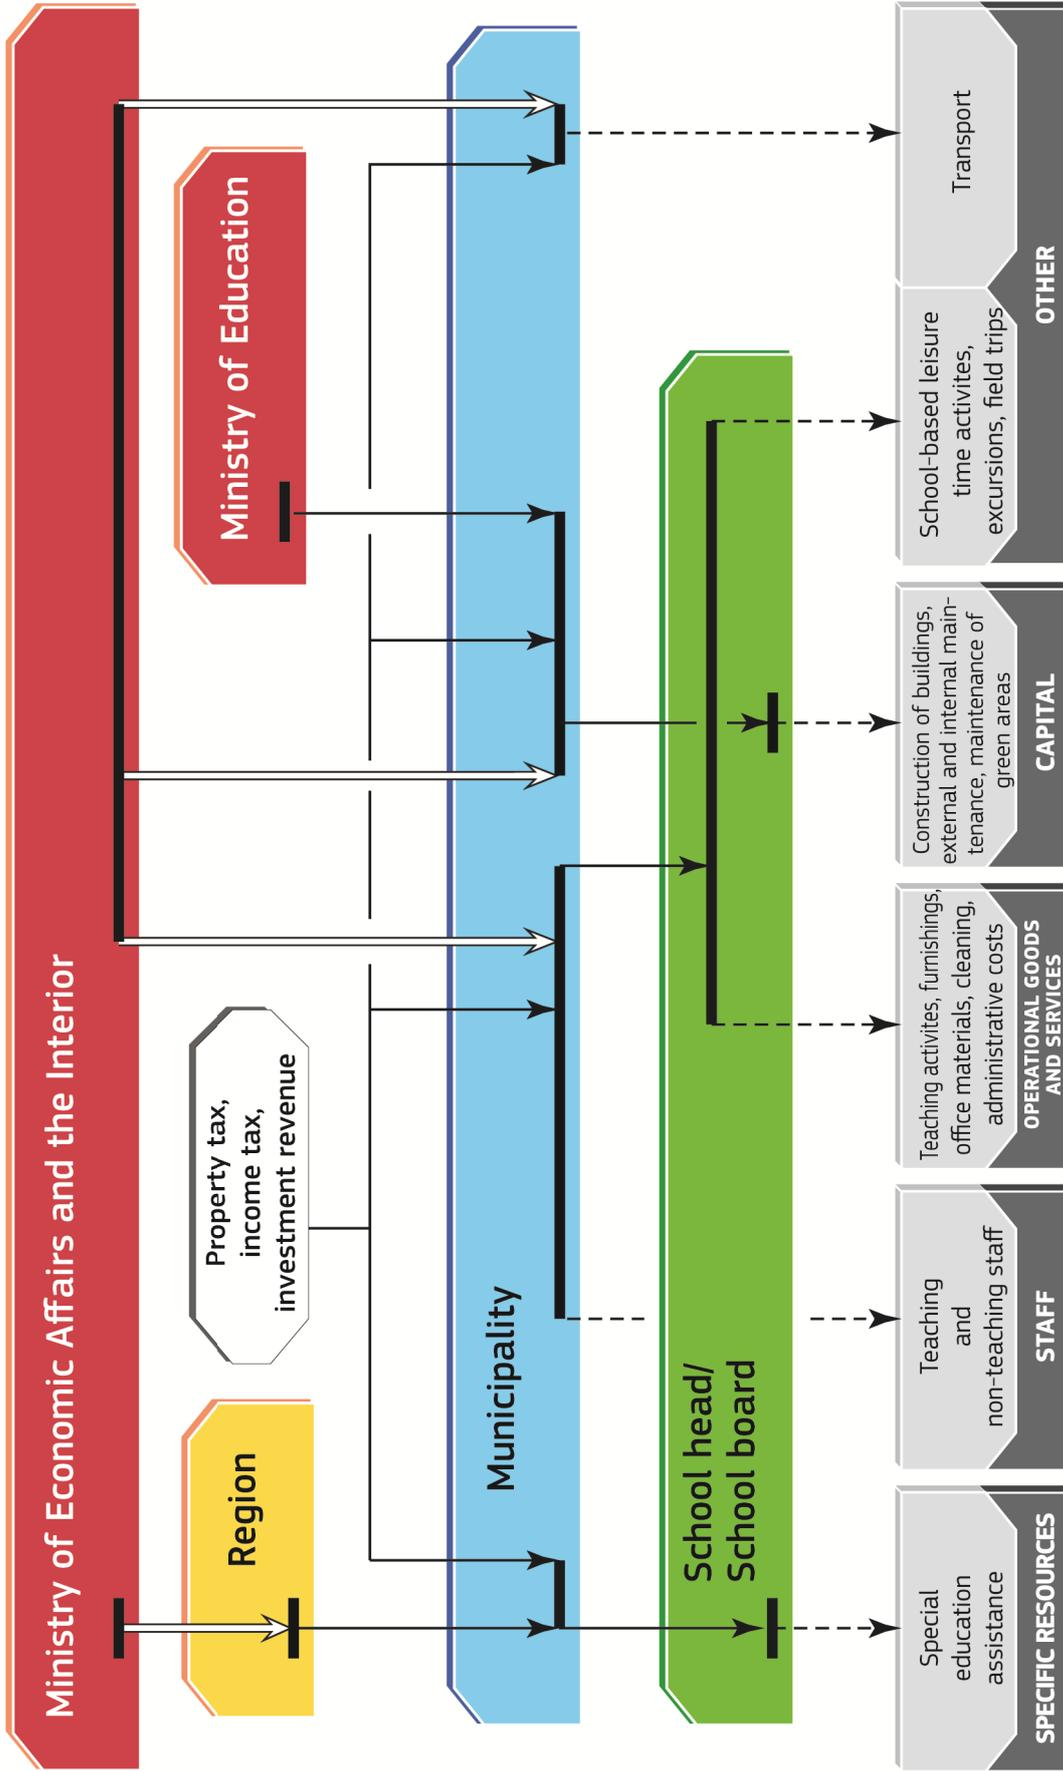 Ministry of Economic Affairs and the Interior
Region
Property tax,
income tax,
investment revenue
Ministry of Education
Municipality
School head/
School board
Special
education
assistance
SPECIFIC RESOURCES
Teaching
and
non-teaching staff
STAFF
Teaching activites, furnishings,
office materials, cleaning,
administrative costs
OPERATIONAL GOODS
AND SERVICES
Construction of buildings,
external and internal main-
tenance, maintenance of
green areas
CAPITAL
School-based leisure
time activites,
excursions, field trips
Transport
OTHER